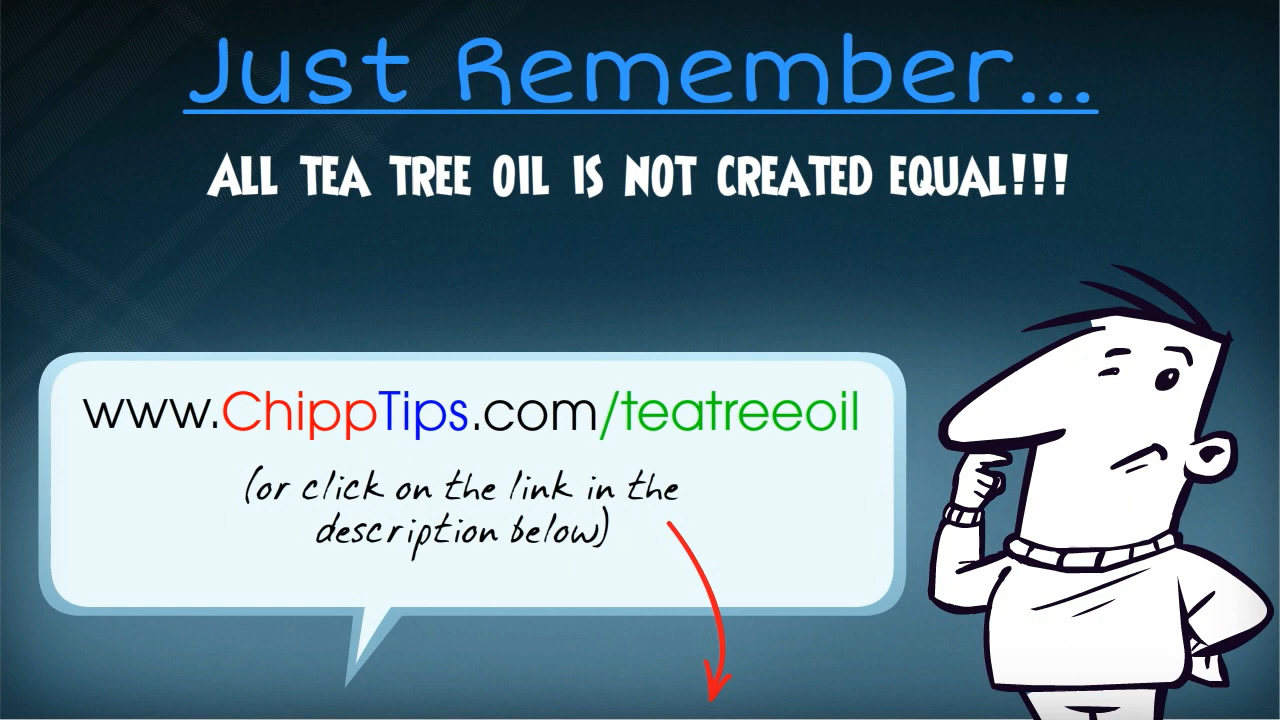 Just Remember...
ALL TEA TREE OIL IS NOT CREATED EQUAL!!!
www.ChippTips.com/teatreeoil
(or click on the link in the
description below)